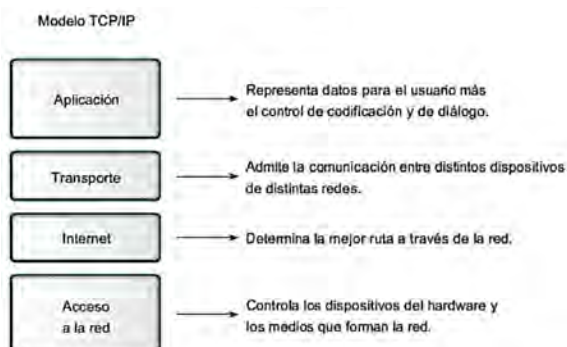 Modelo TCP/IP
Aplicación
Representa datos para el usuario más
el control de codificación y de diálogo.
Transporte
Admite la comunicación entre distintos dispositivos
de distintas redes.
Internet
Determina la mejor ruta a través de la red.
Acceso
a la red
Controla los dispositivos del hardware y
los medios que forman la red.